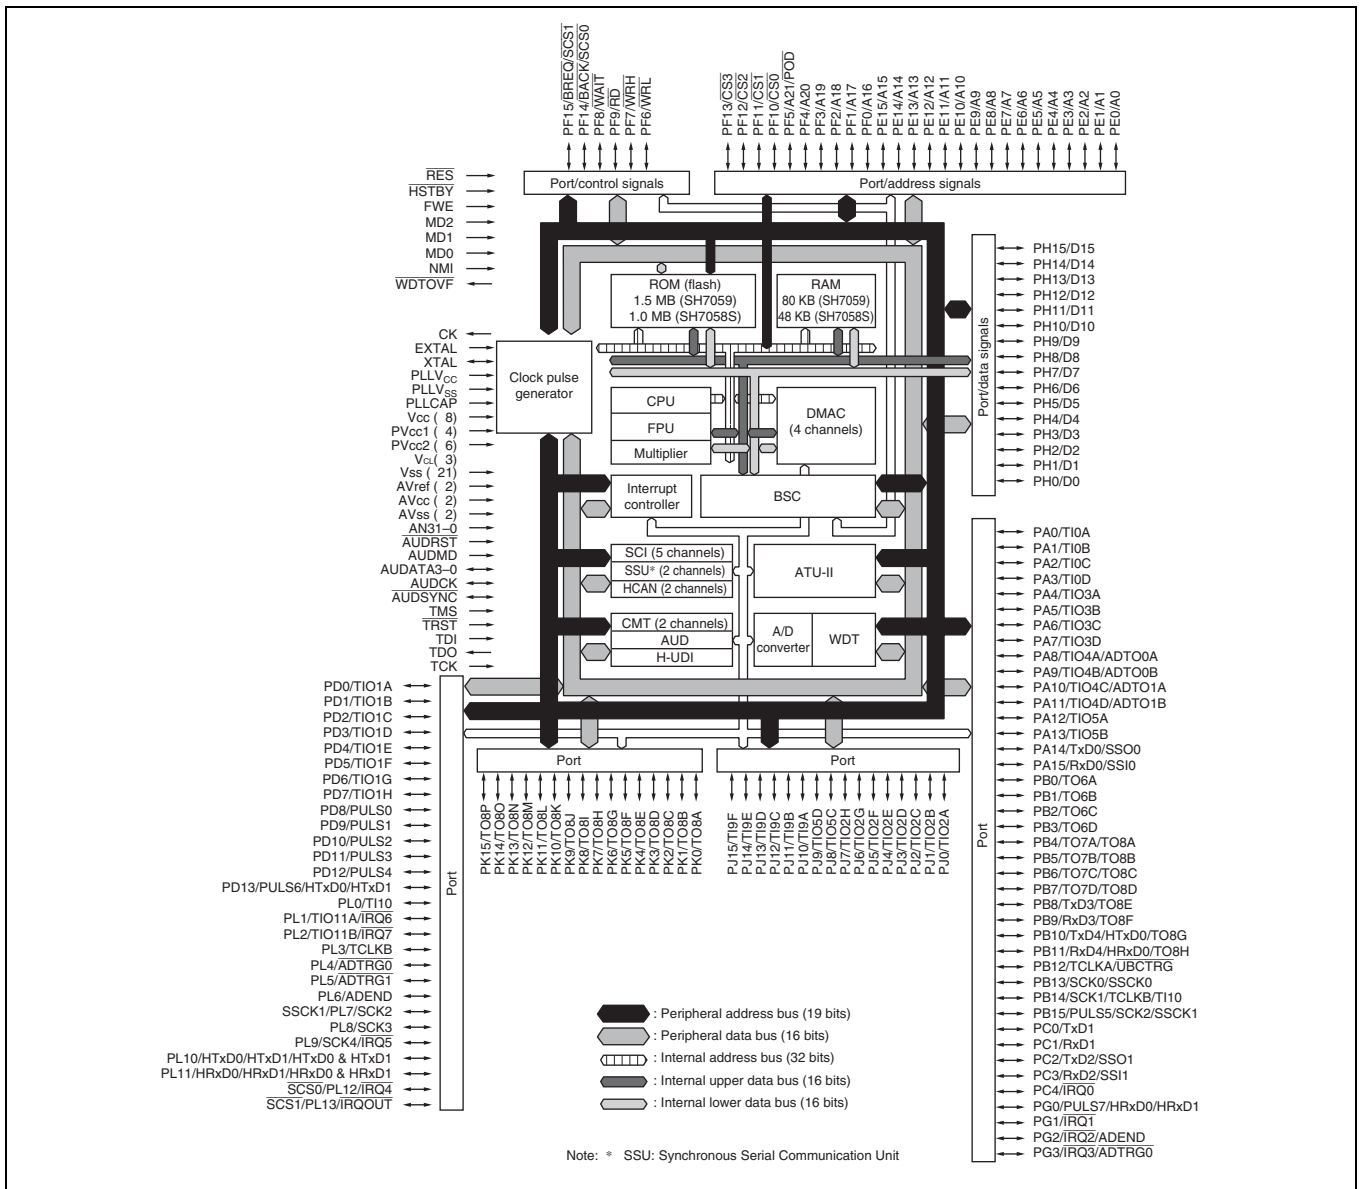 PF15/BREQ/SCS1
PF14/BACK/SCS0
PF8/WAIT
PF9/RD
PF7/WRH
PF6/WRL
PF13/CS3
PF12/CS2
PF11/CS1
PF10/CS0
PF5/A21/POD
PF4/A20
PF3/A19
PF2/A18
PF1/A17
PF0/A16
PE15/A15
PE14/A14
PE13/A13
PE12/A12
PE11/A11
PE10/A10
PE9/A9
PE8/A8
PE7/A7
PE6/A6
PE5/A5
PE4/A4
PE3/A3
PE2/A2
PE1/A1
PE0/A0
Port/control signals
Port/address signals
RES
HSTBY
FWE
MD2
MD1
MD0
NMI
WDTOVF
CK
EXTAL
XTAL
PLLVCC
PLLVSS
PLLCAP
Vcc ( 8)
PVcc1 ( 4)
PVcc2 ( 6)
VCL( 3)
Vss ( 21)
AVref ( 2)
AVcc ( 2)
AVss ( 2)
AN31–0
AUDRST
AUDMD
AUDATA3–0
AUDCK
AUDSYNC
TMS
TRST
TDI
TDO
TCK
ROM (flash)
1.5 MB (SH7059)
1.0 MB (SH7058S)
RAM
80 KB (SH7059)
48 KB (SH7058S)
Clock pulse
generator
CPU
FPU
Multiplier
DMAC
(4 channels)
Interrupt
controller
BSC
SCI (5 channels)
SSU* (2 channels)
HCAN (2 channels)
ATU-II
CMT (2 channels)
AUD
H-UDI
A/D
converter
WDT
Port/data signals
PH15/D15
PH14/D14
PH13/D13
PH12/D12
PH11/D11
PH10/D10
PH9/D9
PH8/D8
PH7/D7
PH6/D6
PH5/D5
PH4/D4
PH3/D3
PH2/D2
PH1/D1
PH0/D0
Port
PA0/TI0A
PA1/TI0B
PA2/TI0C
PA3/TI0D
PA4/TIO3A
PA5/TIO3B
PA6/TIO3C
PA7/TIO3D
PA8/TIO4A/ADTO0A
PA9/TIO4B/ADTO0B
PA10/TIO4C/ADTO1A
PA11/TIO4D/ADTO1B
PA12/TIO5A
PA13/TIO5B
PA14/TxD0/SSO0
PA15/RxD0/SSI0
PB0/TO6A
PB1/TO6B
PB2/TO6C
PB3/TO6D
PB4/TO7A/TO8A
PB5/TO7B/TO8B
PB6/TO7C/TO8C
PB7/TO7D/TO8D
PB8/TxD3/TO8E
PB9/RxD3/TO8F
PB10/TxD4/HTxD0/TO8G
PB11/RxD4/HRxD0/TO8H
PB12/TCLKA/UBCTRG
PB13/SCK0/SSCK0
PB14/SCK1/TCLKB/TI10
PB15/PULS5/SCK2/SSCK1
PC0/TxD1
PC1/RxD1
PC2/TxD2/SSO1
PC3/RxD2/SSI1
PC4/IRQ0
PG0/PULS7/HRxD0/HRxD1
PG1/IRQ1
PG2/IRQ2/ADEND
PG3/IRQ3/ADTRG0
PD0/TIO1A
PD1/TIO1B
PD2/TIO1C
PD3/TIO1D
PD4/TIO1E
PD5/TIO1F
PD6/TIO1G
PD7/TIO1H
PD8/PULS0
PD9/PULS1
PD10/PULS2
PD11/PULS3
PD12/PULS4
PD13/PULS6/HTxD0/HTxD1
PL0/TI10
PL1/TIO11A/IRQ6
PL2/TIO11B/IRQ7
PL3/TCLKB
PL4/ADTRG0
PL5/ADTRG1
PL6/ADEND
SSCK1/PL7/SCK2
PL8/SCK3
PL9/SCK4/IRQ5
PL10/HTxD0/HTxD1/HTxD0 & HTxD1
PL11/HRxD0/HRxD1/HRxD0 & HRxD1
SCS0/PL12/IRQ4
SCS1/PL13/IRQOUT
Port
Port
PK15/TO8P
PK14/TO8O
PK13/TO8N
PK12/TO8M
PK11/TO8L
PK10/TO8K
PK9/TO8J
PK8/TO8I
PK7/TO8H
PK6/TO8G
PK5/TO8F
PK4/TO8E
PK3/TO8D
PK2/TO8C
PK1/TO8B
PK0/TO8A
Port
PJ15/TI9F
PJ14/TI9E
PJ13/TI9D
PJ12/TI9C
PJ11/TI9B
PJ10/TI9A
PJ9/TIO5D
PJ8/TIO5C
PJ7/TIO2H
PJ6/TIO2G
PJ5/TIO2F
PJ4/TIO2E
PJ3/TIO2D
PJ2/TIO2C
PJ1/TIO2B
PJ0/TIO2A
: Peripheral address bus (19 bits)
: Peripheral data bus (16 bits)
: Internal address bus (32 bits)
: Internal upper data bus (16 bits)
: Internal lower data bus (16 bits)
Note: * SSU: Synchronous Serial Communication Unit